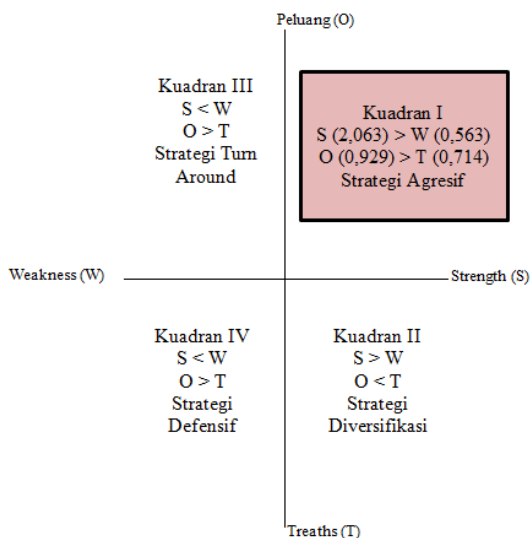 Peluang (O)
Kuadran III
S < W
O > T
Strategi Turn
Around
Kuadran I
S (2,063) > W (0,563)
O (0,929) > T (0,714)
Strategi Agresif
Weakness (W)
Strength (S)
Kuadran IV
S < W
O > T
Strategi
Defensif
Kuadran II
S > W
O < T
Strategi
Diversifikasi
Treaths (T)